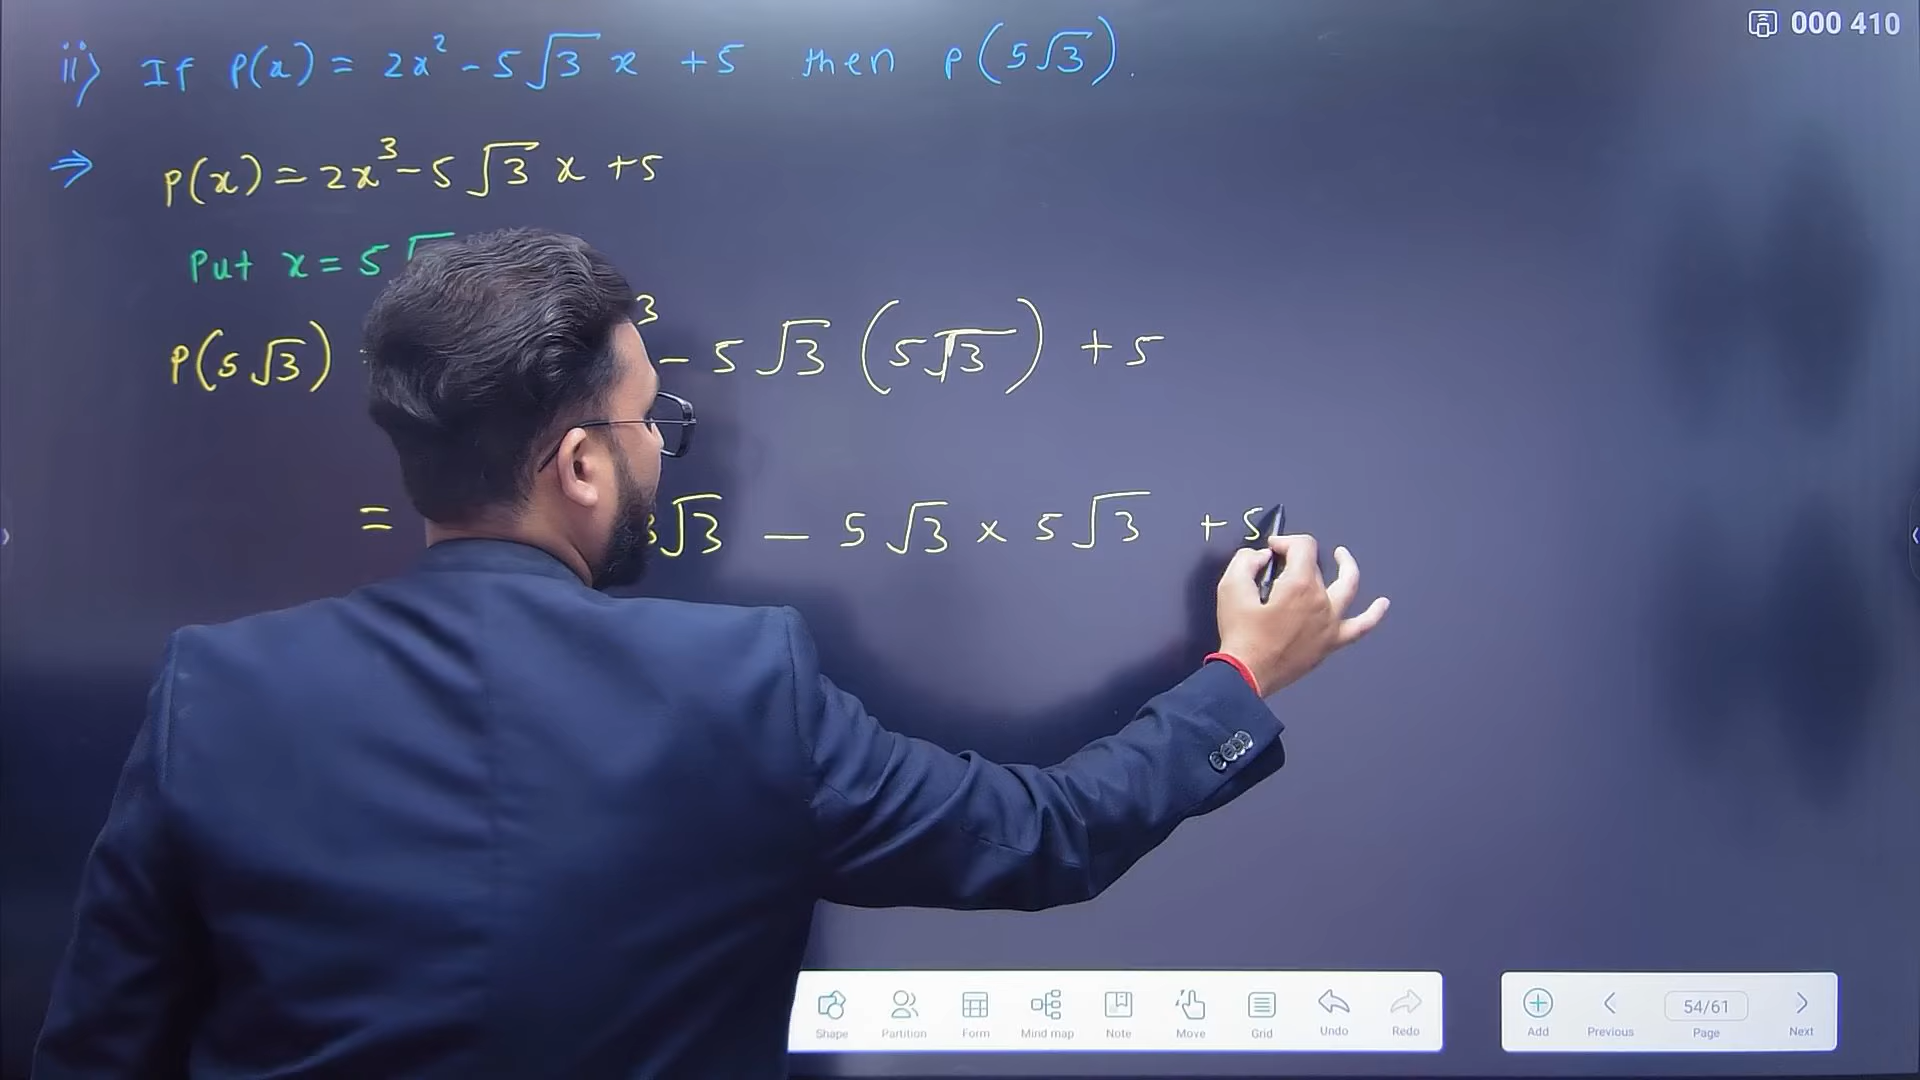 000 410
ii) If P(x) = 2x² - 5√3 x + 5 then P(5√3).
⇒ P(x) = 2x³ - 5√3 x + 5
Put x = 5√
P(5√3) ³ - 5√3 (5√3) + 5
= 3√3 - 5√3 × 5√3 + 5
Shape Partition Form Mind map Note Move Grid Undo Redo Add Previous 54/61 Page Next